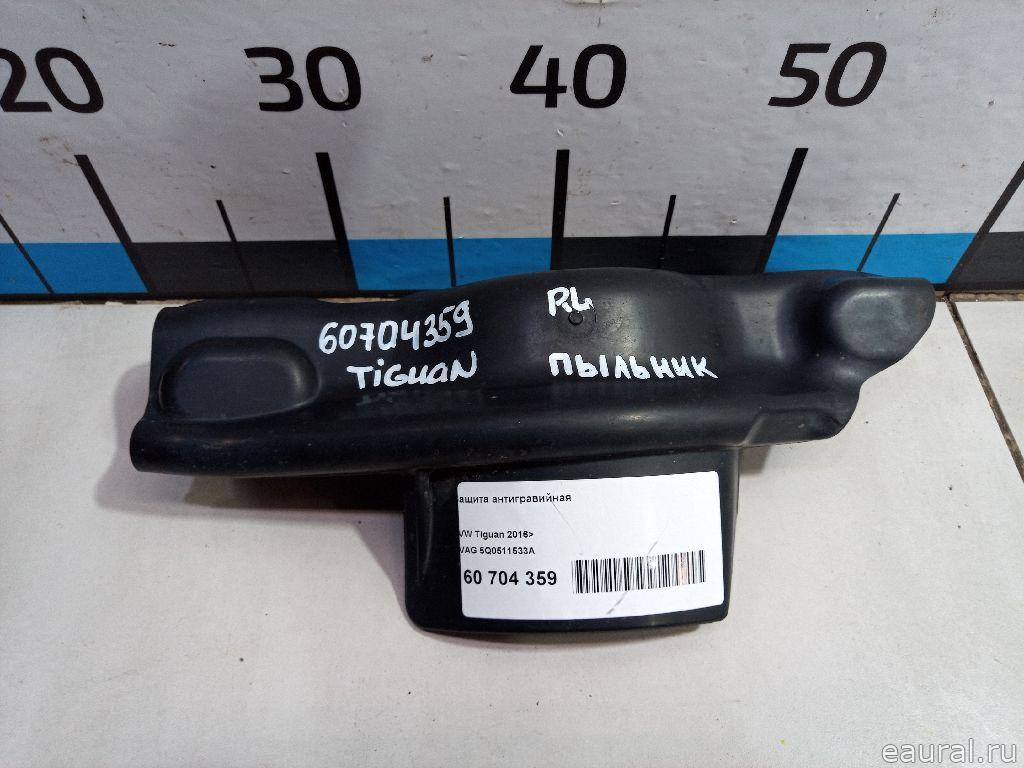 20 30 40 50
60704359 RL
TiGuaN ПЫЛЬНИК
ащита антигравийная
VW Tiguan 2016>
VAG 5Q0511533A
60 704 359
eaural.ru